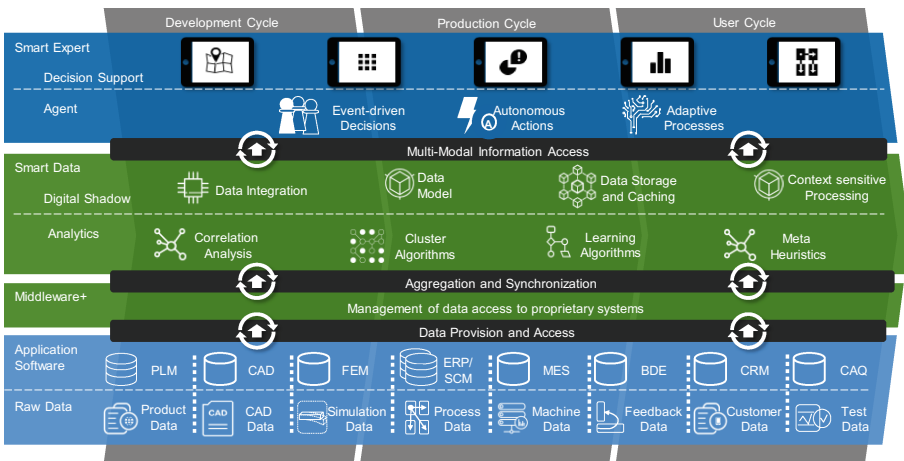 Development Cycle
Production Cycle
User Cycle
Smart Expert
Decision Support
Agent
Event-driven
Decisions
A
Autonomous
Actions
Adaptive
Processes
Multi-Modal Information Access
Smart Data
Digital Shadow
Data Integration
Data
Model
Data Storage
and Caching
Context sensitive
Processing
Analytics
Correlation
Analysis
Cluster
Algorithms
Learning
Algorithms
Meta
Heuristics
Aggregation and Synchronization
Middleware+
Management of data access to proprietary systems
Data Provision and Access
Application
Software
PLM
CAD
FEM
ERP/
SCM
MES
BDE
CRM
CAQ
Raw Data
Product
Data
CAD
CAD
Data
Simulation
Data
Process
Data
Machine
Data
Feedback
Data
Customer
Data
Test
Data